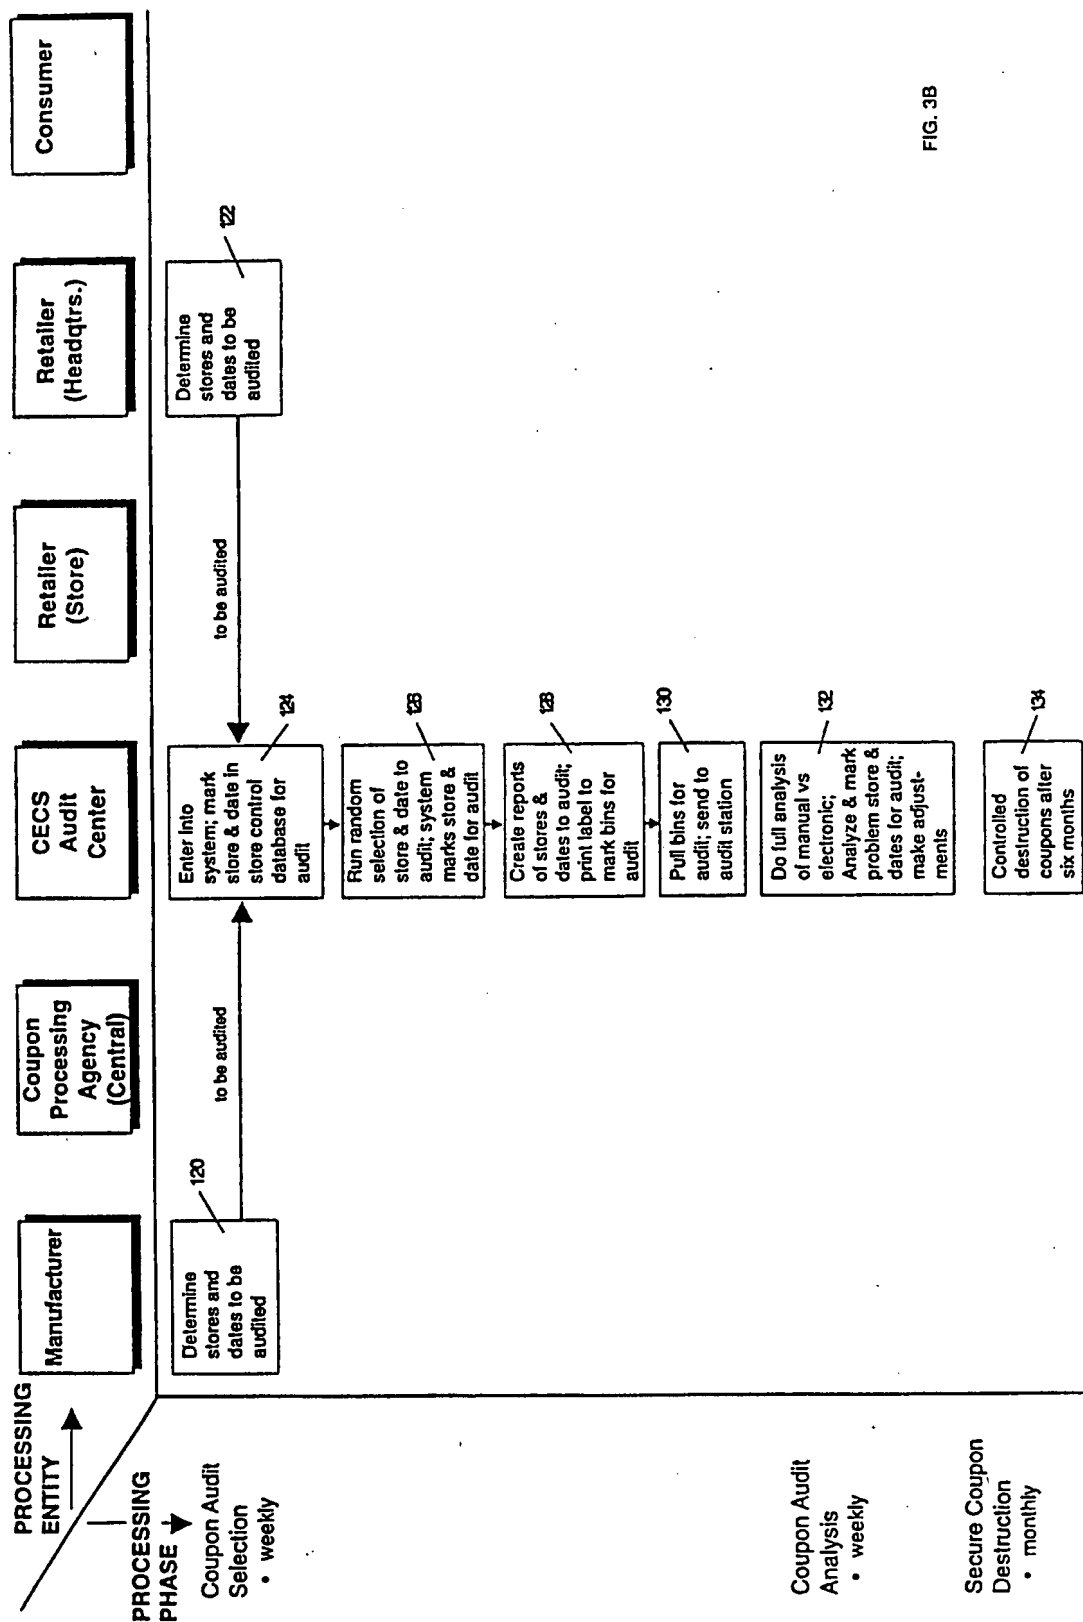 PROCESSING
ENTITY
PROCESSING
PHASE
Manufacturer
Coupon
Processing
Agency
(Central)
CECS
Audit
Center
Retailer
(Store)
Retailer
(Headqtrs.)
Consumer
Coupon Audit
Selection
• weekly
Determine
stores and
dates to be
audited
120
to be audited
Enter into
system; mark
store & date in
store control
database for
audit
124
to be audited
Determine
stores and
dates to be
audited
122
Run random
selection of
store & date to
audit; system
marks store &
date for audit
126
Create reports
of stores &
dates to audit;
print label to
mark bins for
audit
128
Pull bins for
audit; send to
audit station
130
Coupon Audit
Analysis
• weekly
Do full analysis
of manual vs
electronic;
Analyze & mark
problem store &
dates for audit;
make adjust-
ments
132
Secure Coupon
Destruction
• monthly
Controlled
destruction of
coupons after
six months
134
FIG. 3B